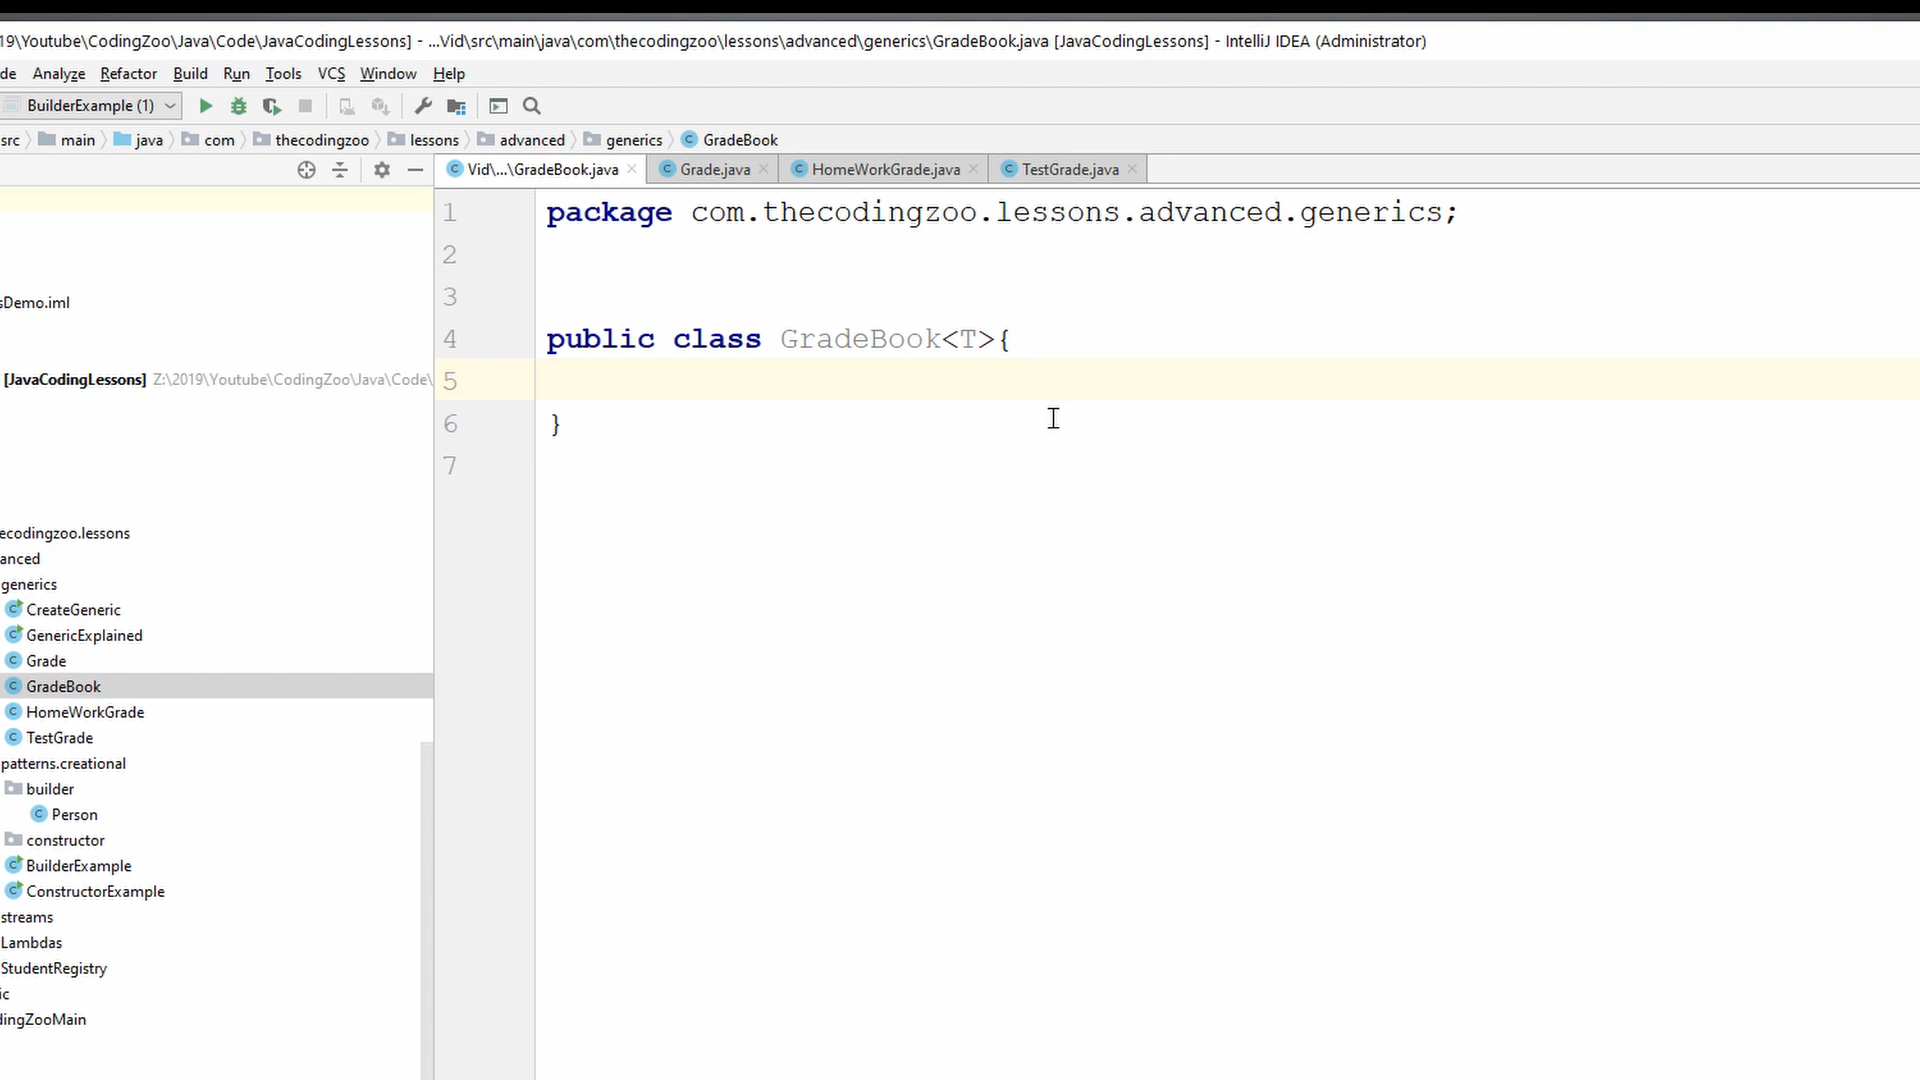 19\Youtube\CodingZoo\Java\Code\JavaCodingLessons] - ...Vid\src\main\java\com\thecodingzoo\lessons\advanced\generics\GradeBook.java [JavaCodingLessons] - IntelliJ IDEA (Administrator)
de Analyze Refactor Build Run Tools VCS Window Help
BuilderExample (1)
src main java com thecodingzoo lessons advanced generics GradeBook
Vid\...\GradeBook.java Grade.java HomeWorkGrade.java TestGrade.java
1 package com.thecodingzoo.lessons.advanced.generics;
2
3
4 public class GradeBook<T>{
5
6 }
7
sDemo.iml
[JavaCodingLessons] Z:\2019\Youtube\CodingZoo\Java\Code\
ecodingzoo.lessons
anced
generics
CreateGeneric
GenericExplained
Grade
GradeBook
HomeWorkGrade
TestGrade
patterns.creational
builder
Person
constructor
BuilderExample
ConstructorExample
streams
Lambdas
StudentRegistry
ic
dingZooMain